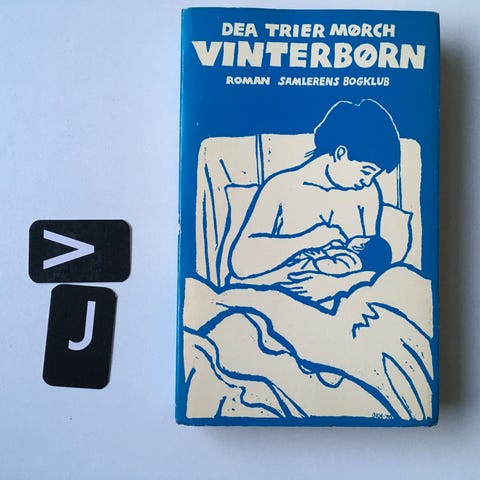 DEA TRIER MØRCH
VINTERBØRN
ROMAN SAMLERENS BOGKLUB
V
J